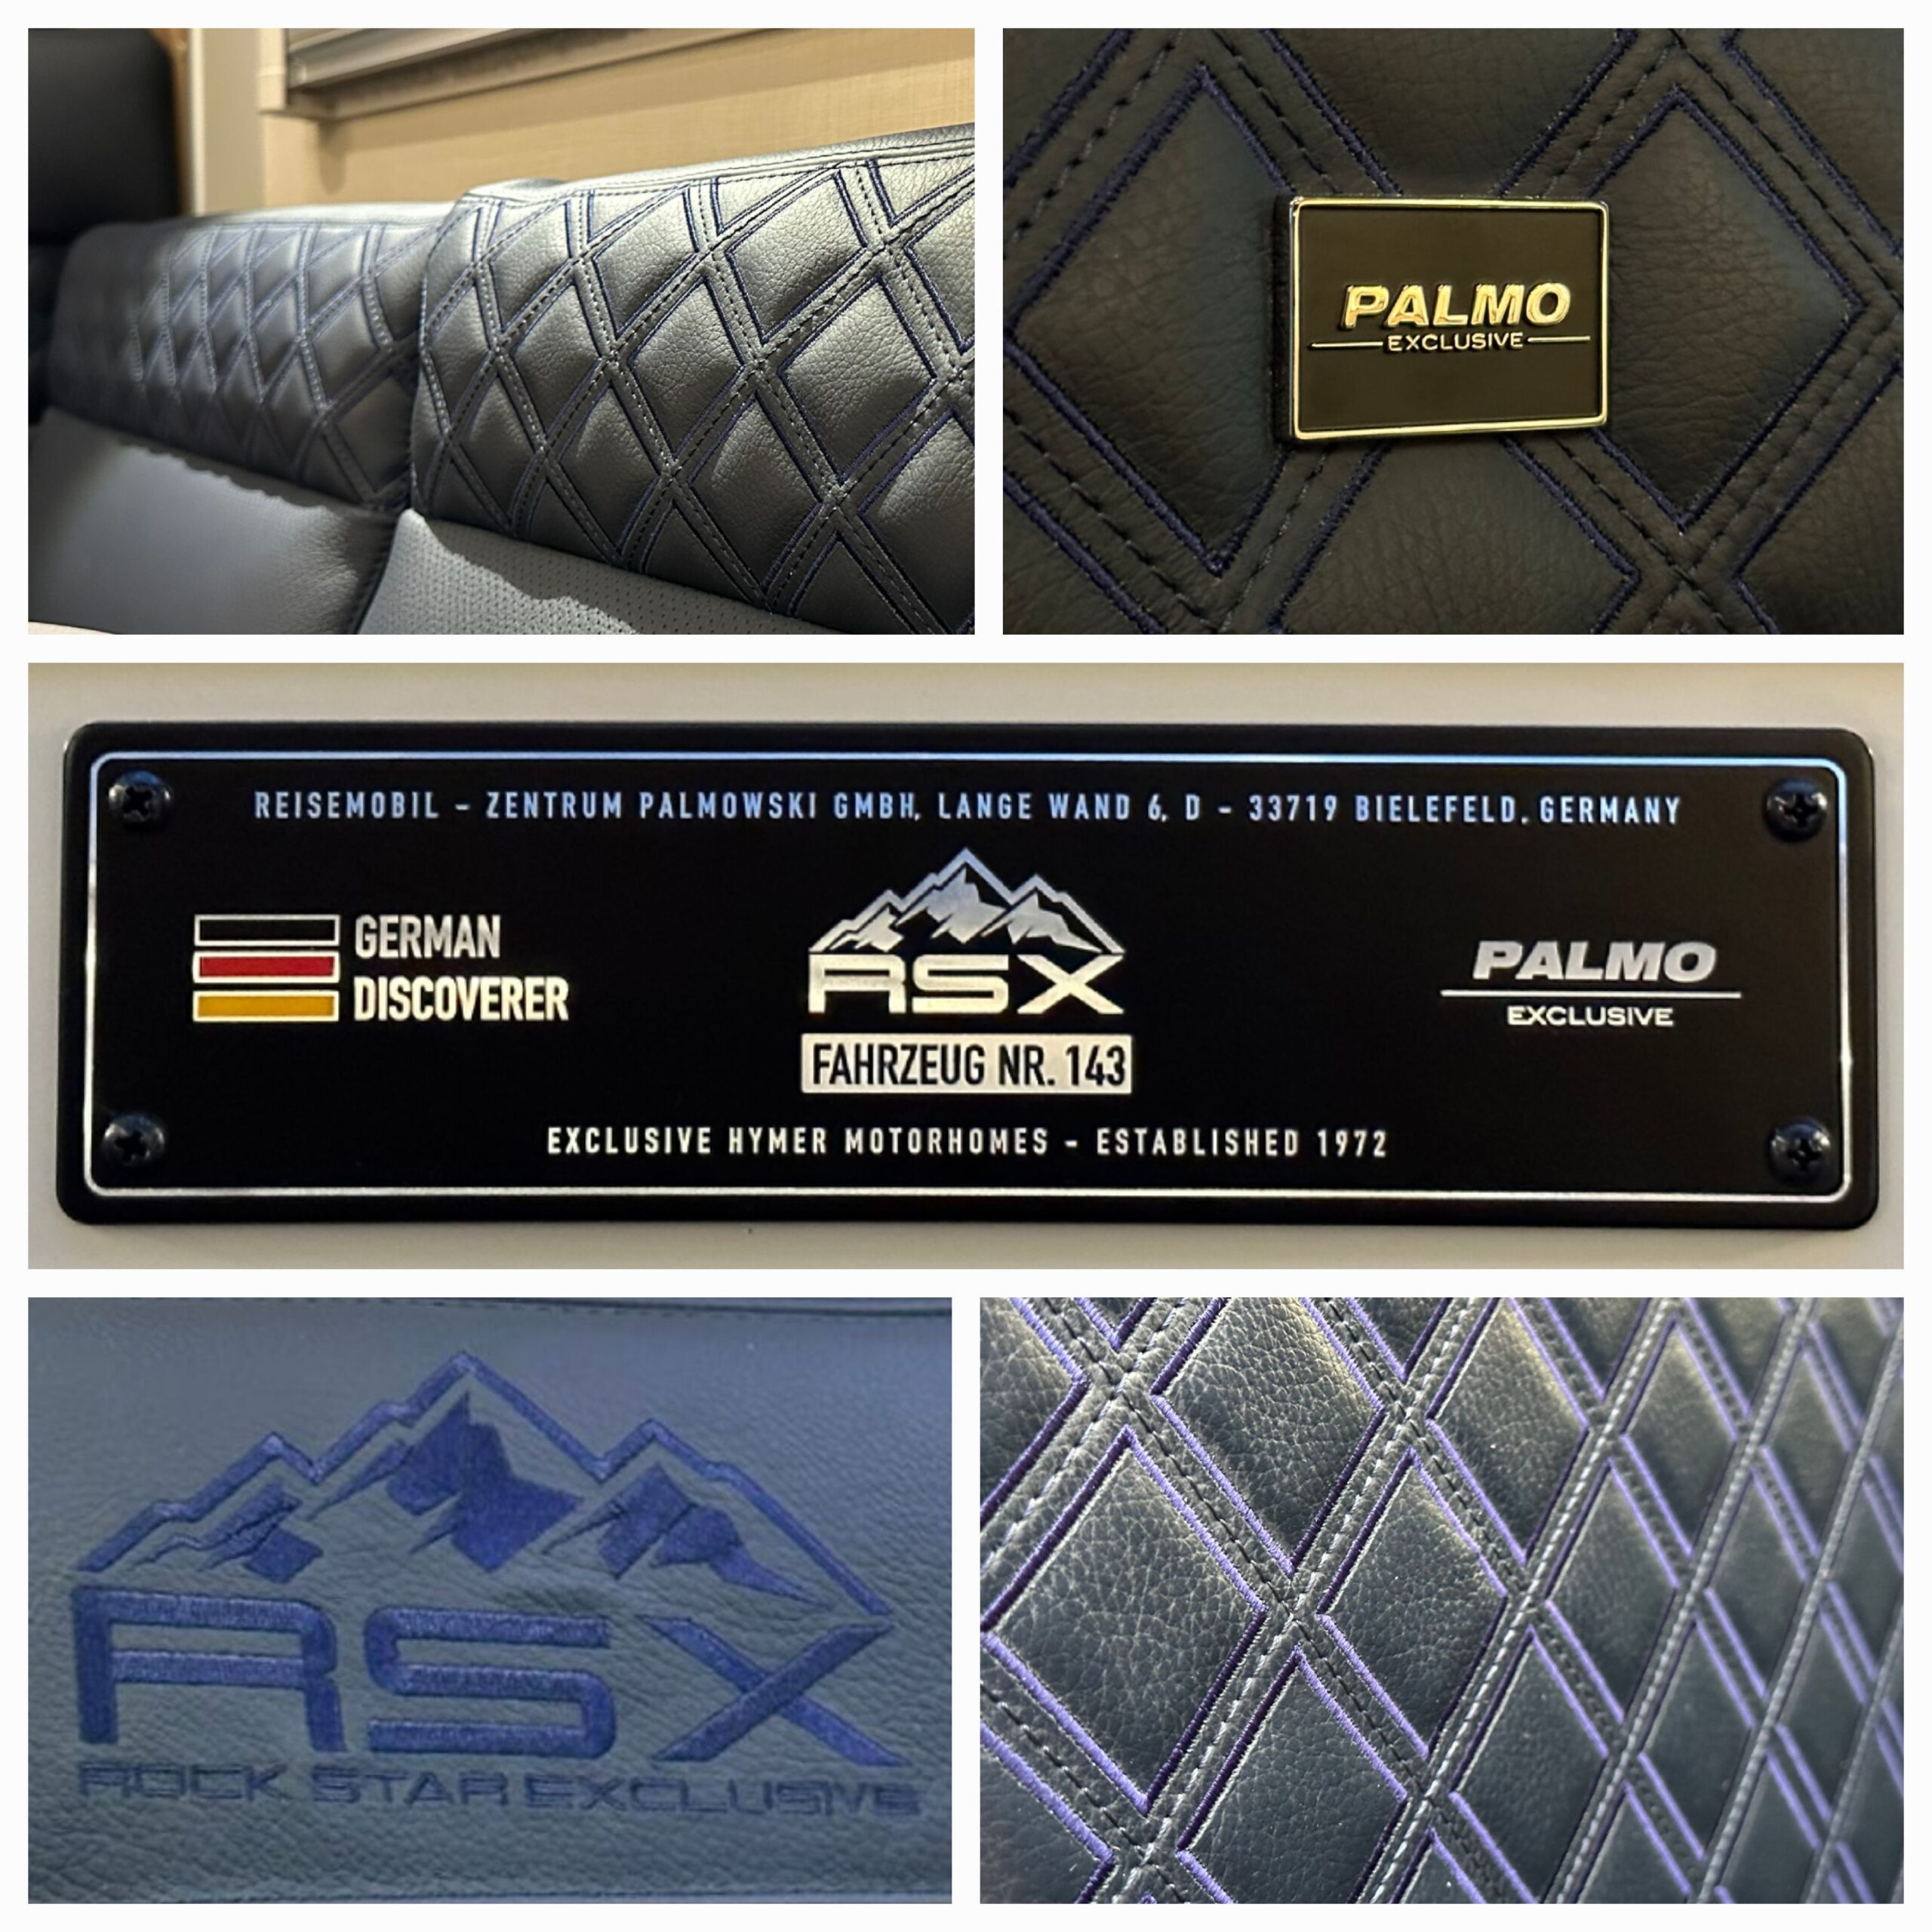 PALMO
EXCLUSIVE
REISEMOBIL - ZENTRUM PALMOWSKI GMBH, LANGE WAND 6, D - 33719 BIELEFELD, GERMANY
GERMAN
DISCOVERER
RSX
FAHRZEUG NR. 143
PALMO
EXCLUSIVE
EXCLUSIVE HYMER MOTORHOMES - ESTABLISHED 1972
RSX
ROCK STAR EXCLUSIVE